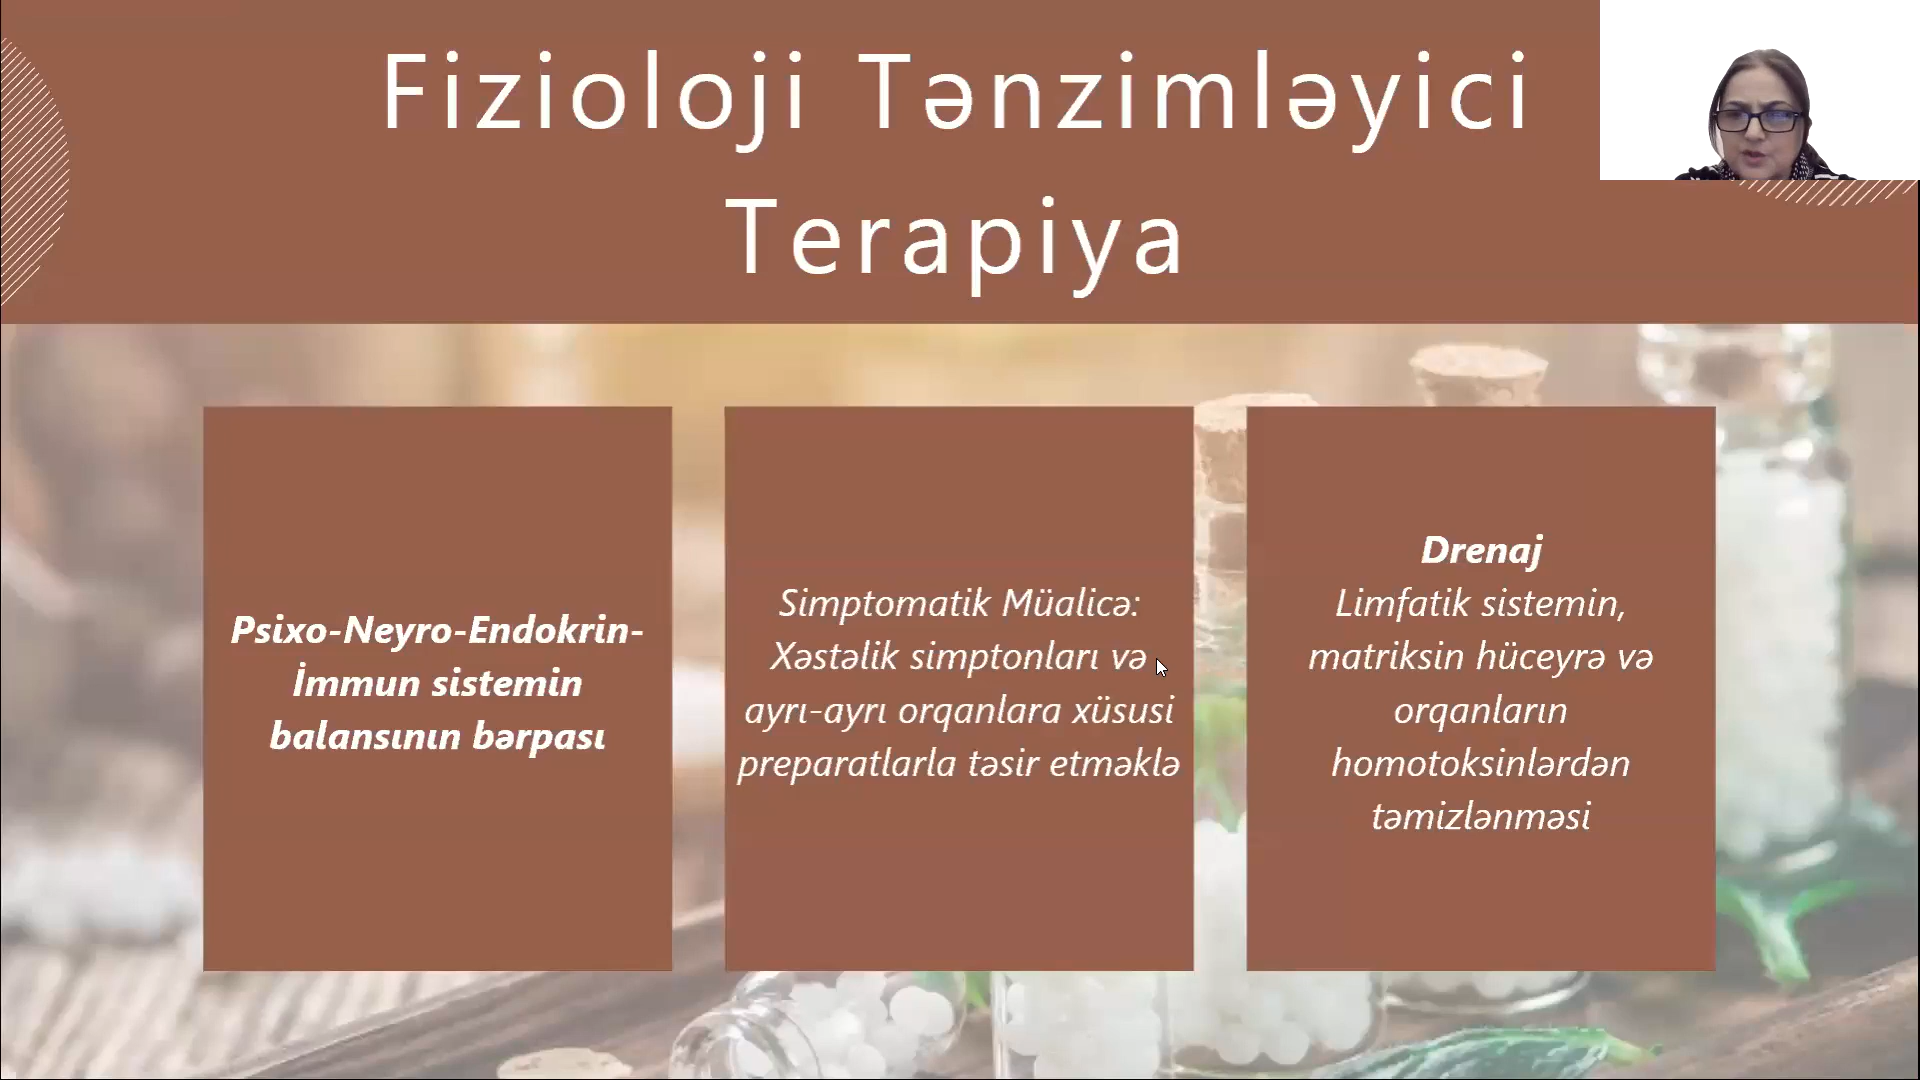 Fizioloji Tənzimləyici
Terapiya
Psixo-Neyro-Endokrin-
İmmun sistemin
balansının bərpası
Simptomatik Müalicə:
Xəstəlik simptonları və
ayrı-ayrı orqanlara xüsusi
preparatlarla təsir etməklə
Drenaj
Limfatik sistemin,
matriksin hüceyrə və
orqanların
homotoksinlərdən
təmizlənməsi